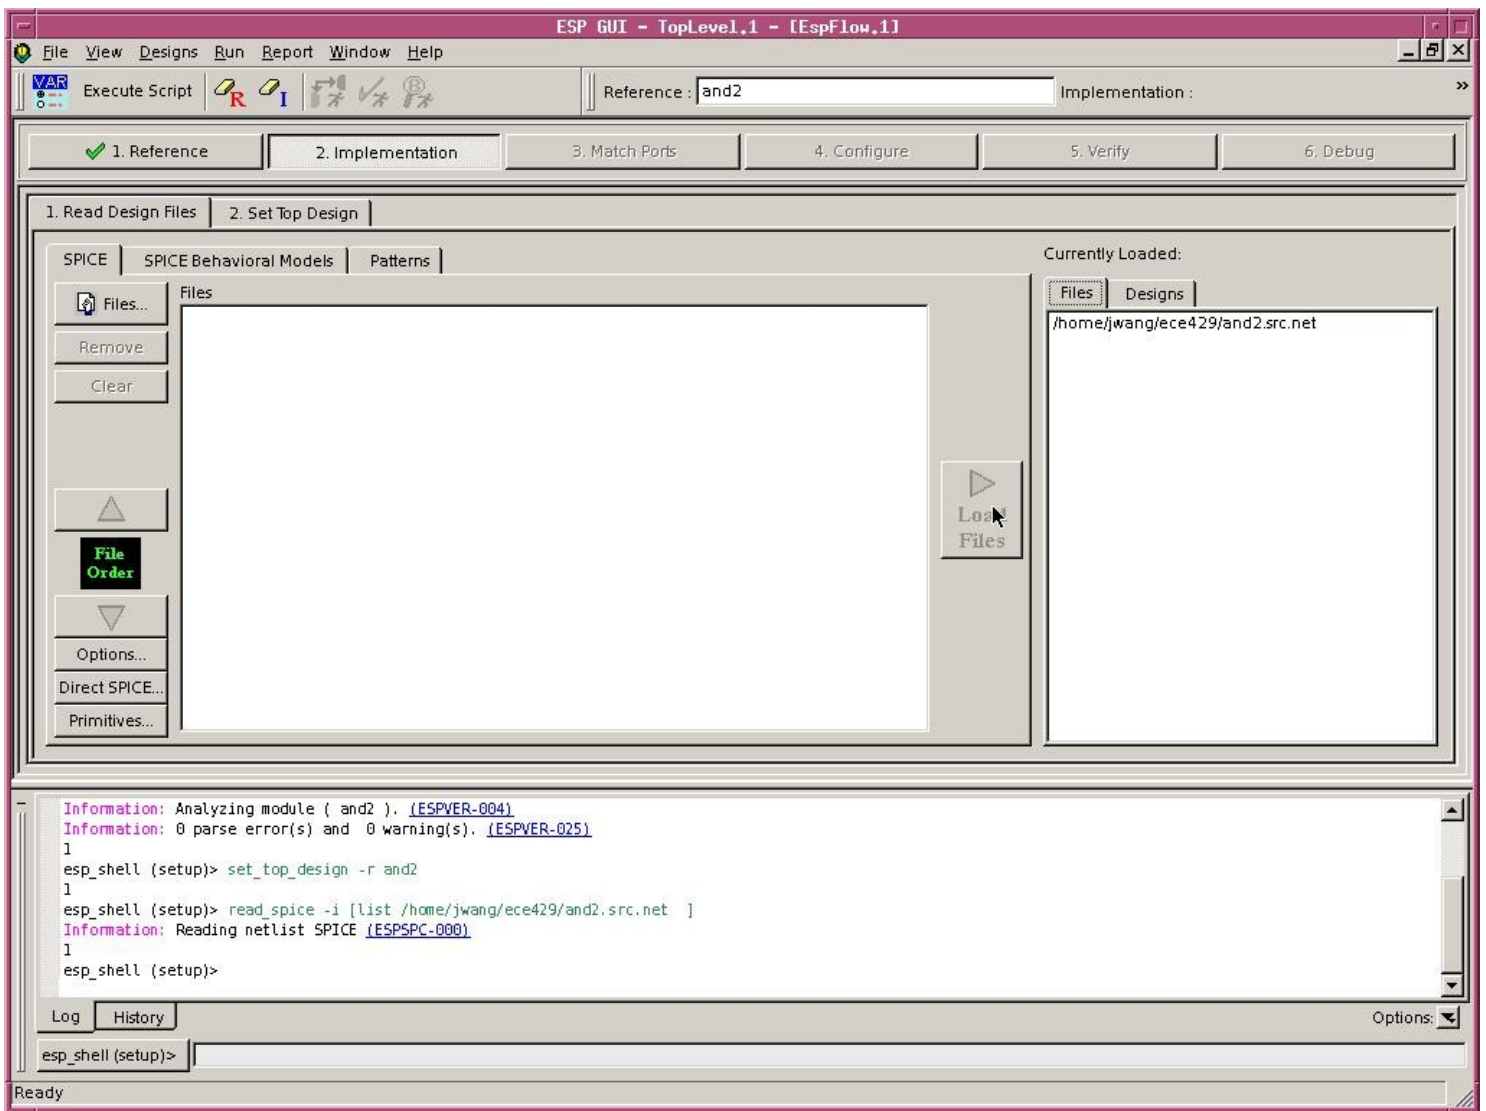 ESP GUI - TopLevel.1 - [EspFlow.1]
File View Designs Run Report Window Help
VAR Execute Script R I R Reference : and2 Implementation : »
1. Reference 2. Implementation 3. Match Ports 4. Configure 5. Verify 6. Debug
1. Read Design Files 2. Set Top Design
SPICE SPICE Behavioral Models Patterns
Currently Loaded:
Files... Files
Files Designs
/home/jwang/ece429/and2.src.net
Remove
Clear
Load
Files
File
Order
Options...
Direct SPICE...
Primitives...
Information: Analyzing module ( and2 ). (ESPVER-004)
Information: 0 parse error(s) and 0 warning(s). (ESPVER-025)
1
esp_shell (setup)> set_top_design -r and2
1
esp_shell (setup)> read_spice -i [list /home/jwang/ece429/and2.src.net ]
Information: Reading netlist SPICE (ESPSPC-000)
1
esp_shell (setup)>
Log History Options:
esp_shell (setup)>
Ready